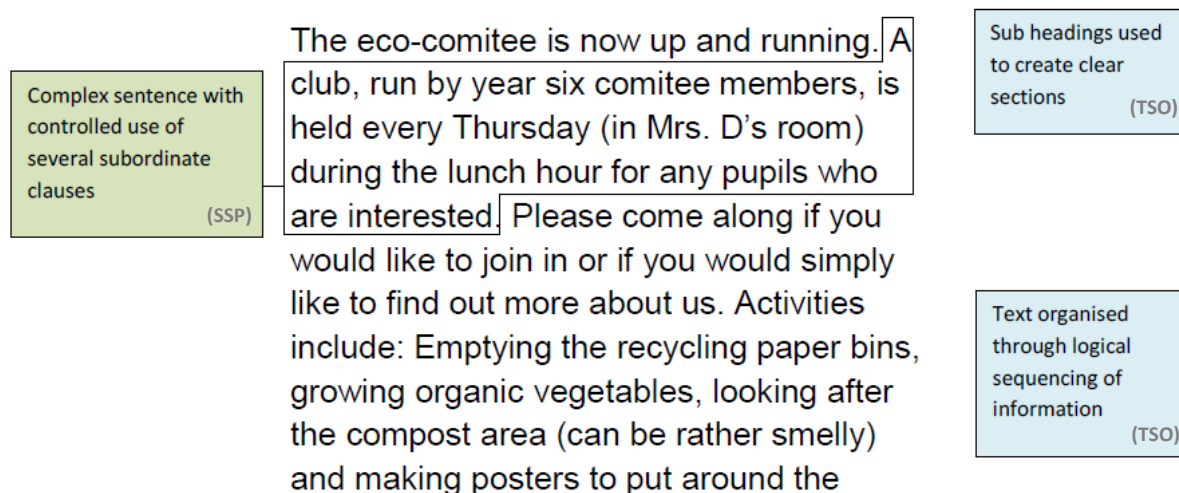 Complex sentence with
controlled use of
several subordinate
clauses
(SSP)
The eco-comitee is now up and running. A
club, run by year six comitee members, is
held every Thursday (in Mrs. D's room)
during the lunch hour for any pupils who
are interested. Please come along if you
would like to join in or if you would simply
like to find out more about us. Activities
include: Emptying the recycling paper bins,
growing organic vegetables, looking after
the compost area (can be rather smelly)
and making posters to put around the
Sub headings used
to create clear
sections
(TSO)
Text organised
through logical
sequencing of
information
(TSO)